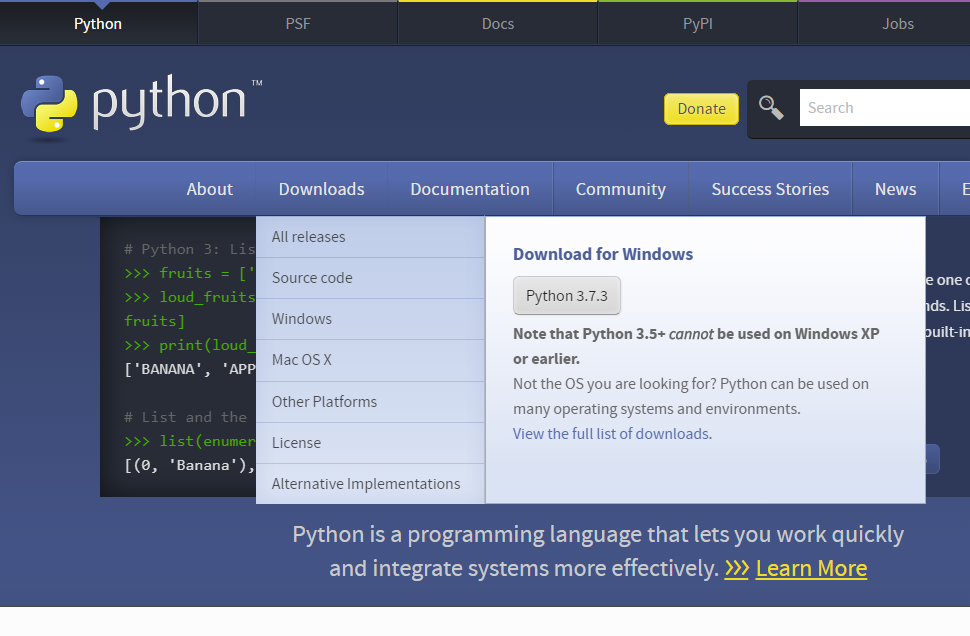 Python
PSF
Docs
PyPI
Jobs
python™
Donate
Search
About
Downloads
Documentation
Community
Success Stories
News
E
# Python 3: Lis
>>> fruits = ['
>>> loud_fruits
fruits]
>>> print(loud_
['BANANA', 'APP
# List and the
>>> list(enumer
[(0, 'Banana'),
All releases
Source code
Windows
Mac OS X
Other Platforms
License
Alternative Implementations
Download for Windows
Python 3.7.3
Note that Python 3.5+ cannot be used on Windows XP
or earlier.
Not the OS you are looking for? Python can be used on
many operating systems and environments.
View the full list of downloads.
e one
nds. Lis
built-in
Python is a programming language that lets you work quickly
and integrate systems more effectively. >>> Learn More